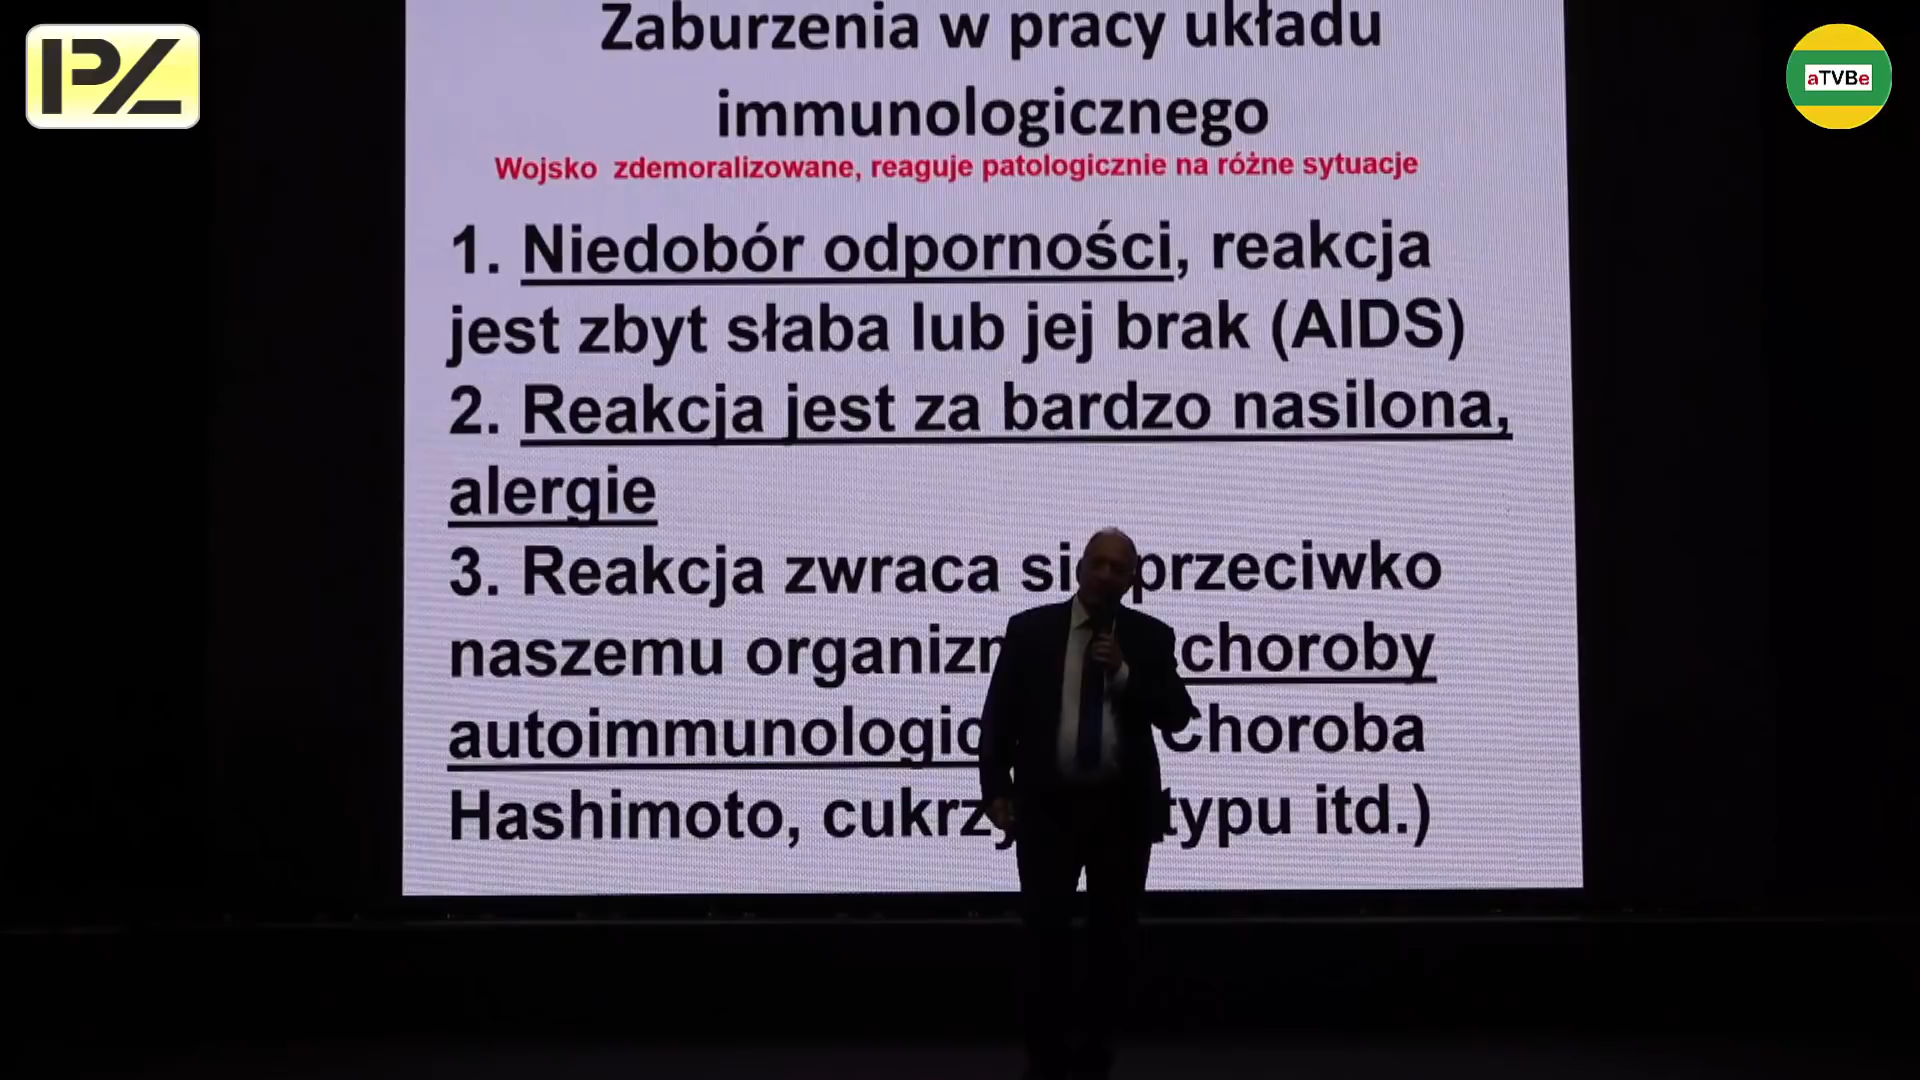 PZ
aTVBe
Zaburzenia w pracy układu
immunologicznego
Wojsko zdemoralizowane, reaguje patologicznie na różne sytuacje
1. Niedobór odporności, reakcja
jest zbyt słaba lub jej brak (AIDS)
2. Reakcja jest za bardzo nasilona,
alergie
3. Reakcja zwraca przeciwko
naszemu choroby
Choroba
Hashimoto, typu itd.)